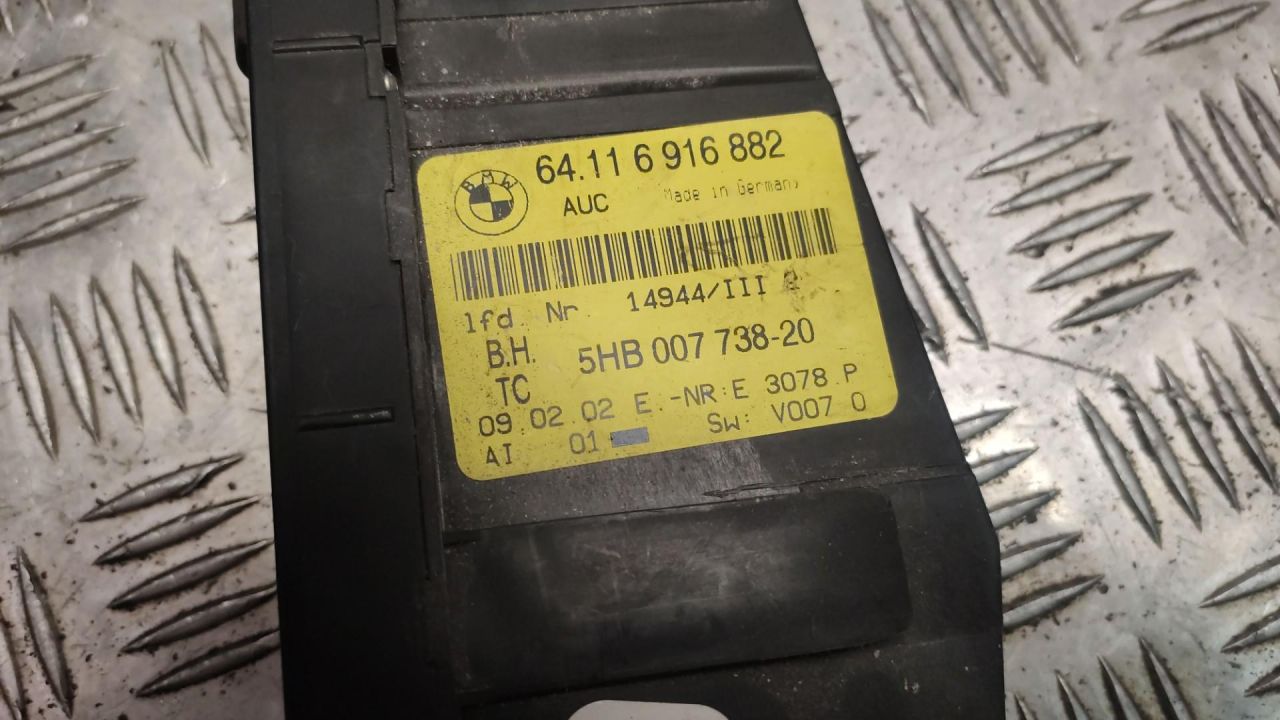 BMW
64.11 6 916 882
AUC Made in Germany
lfd. Nr. 14944/III
B.H. 5HB 007 738-20
TC
09 02 02 E.-NR:E 3078 P
AI 01 SW: V007 0